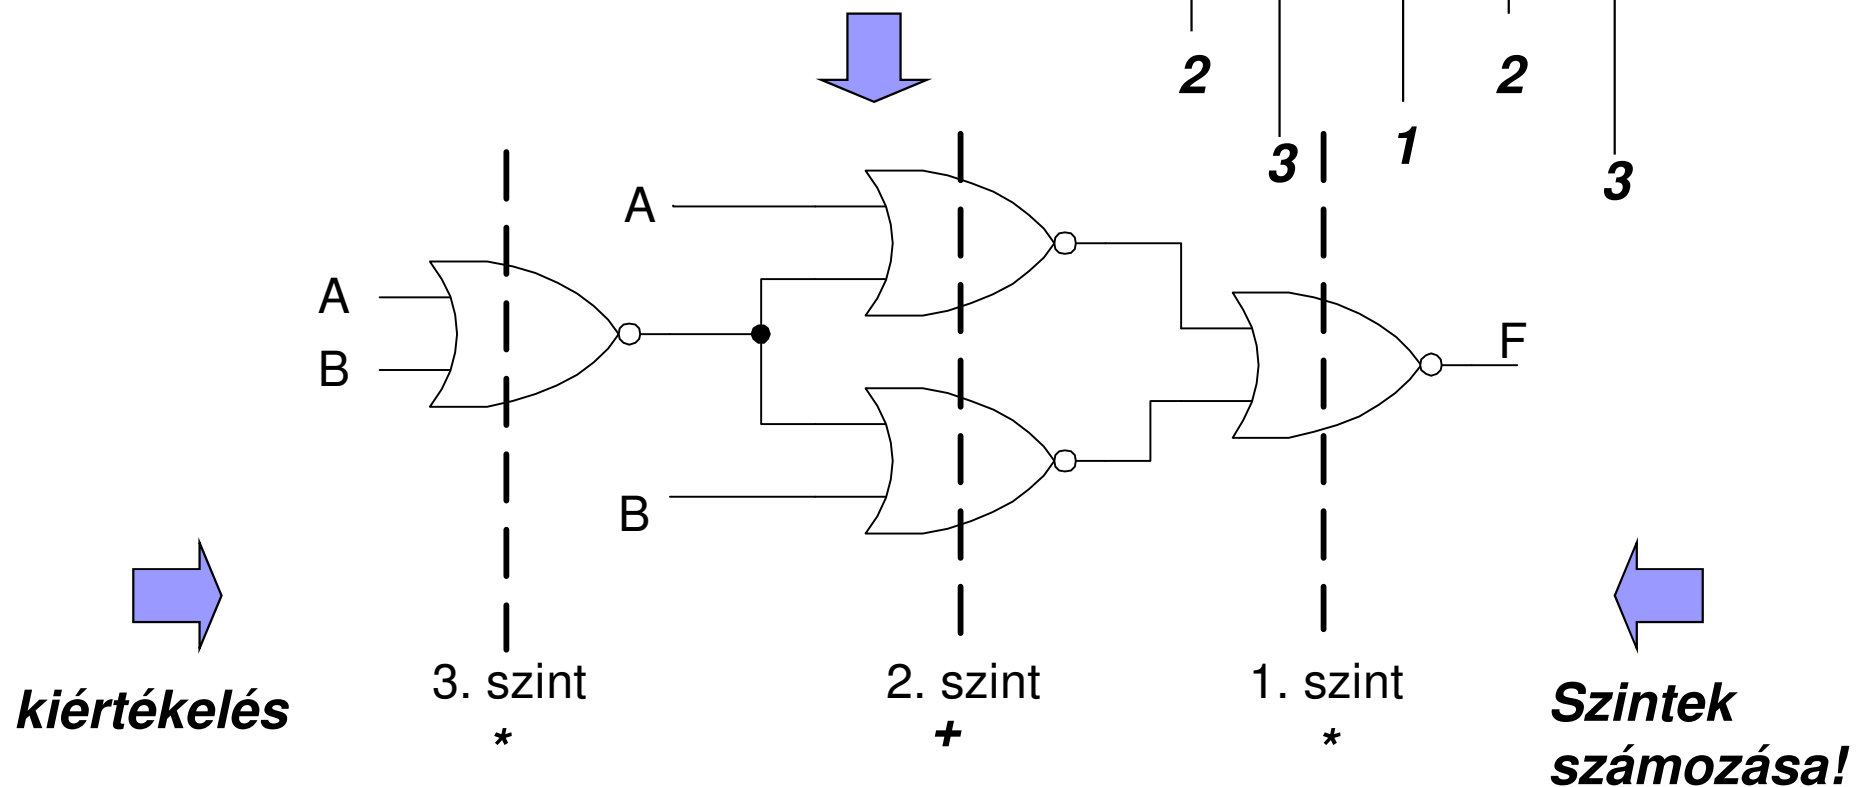 2
2
3
1
3
A
A
B
B
F
3. szint
2. szint
1. szint
*
+
*
kiértékelés
Szintek
számozása!